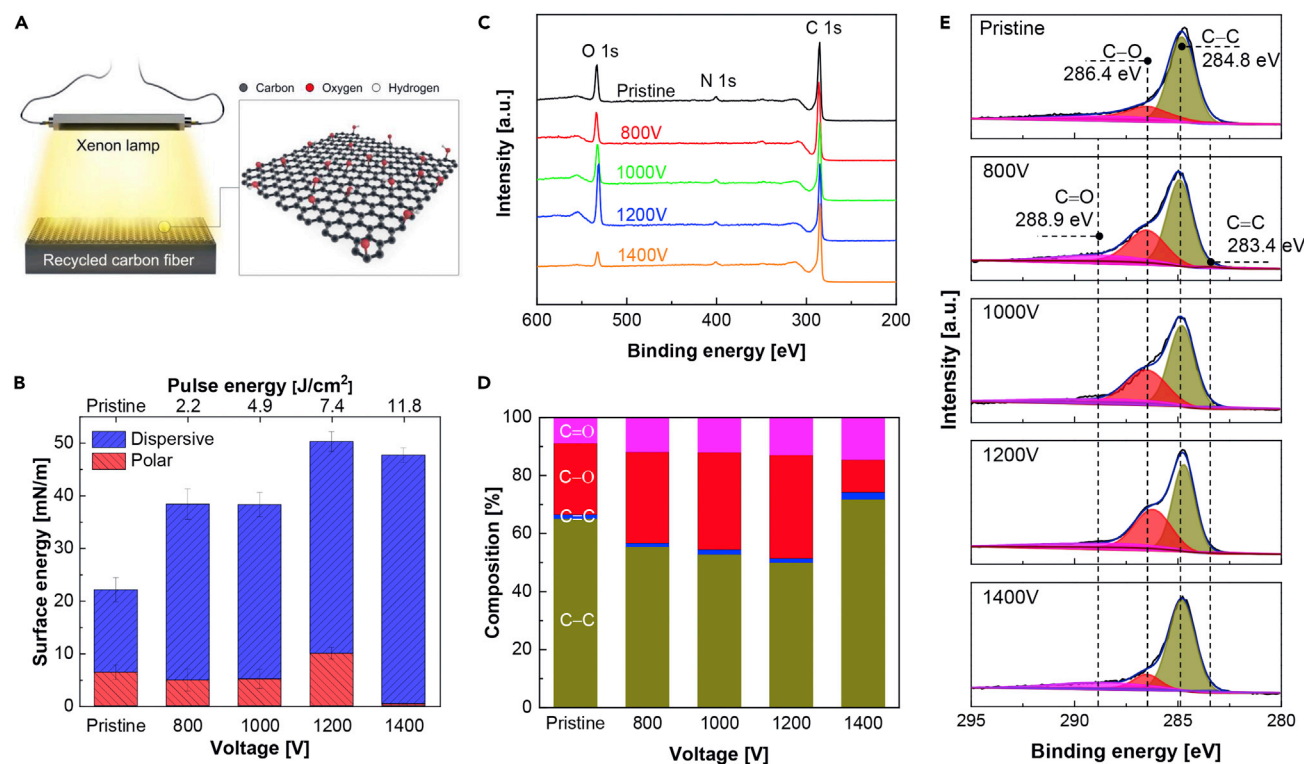 A
Xenon lamp
Recycled carbon fiber
Carbon Oxygen Hydrogen
B
Pulse energy [J/cm²]
Pristine 2.2 4.9 7.4 11.8
Dispersive
Polar
Surface energy [mN/m]
50
40
30
20
10
0
Pristine 800 1000 1200 1400
Voltage [V]
C
O 1s
N 1s
C 1s
Pristine
800V
1000V
1200V
1400V
Intensity [a.u.]
600 500 400 300 200
Binding energy [eV]
D
Composition [%]
100
80
60
40
20
0
C=O
C–O
C=C
C–C
Pristine 800 1000 1200 1400
Voltage [V]
E
Pristine
C–O
286.4 eV
C–C
284.8 eV
800V
C=O
288.9 eV
C=C
283.4 eV
1000V
1200V
1400V
Intensity [a.u.]
295 290 285 280
Binding energy [eV]